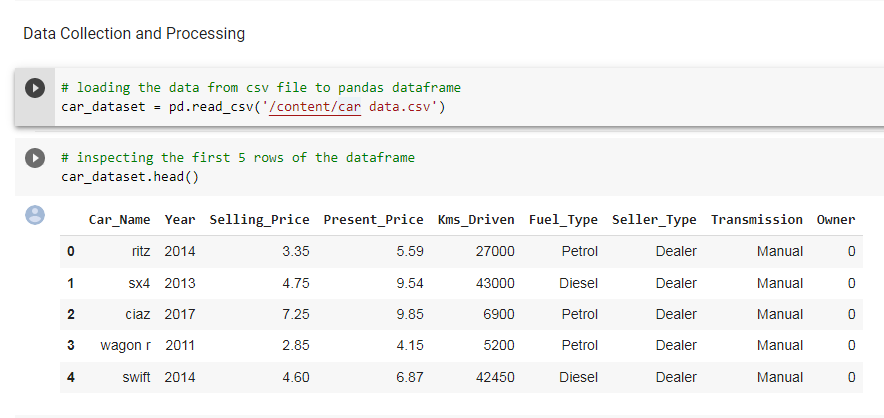 Data Collection and Processing
# loading the data from csv file to pandas dataframe
car_dataset = pd.read_csv('/content/car data.csv')
# inspecting the first 5 rows of the dataframe
car_dataset.head()
Car_Name Year Selling_Price Present_Price Kms_Driven Fuel_Type Seller_Type Transmission Owner
0 ritz 2014 3.35 5.59 27000 Petrol Dealer Manual 0
1 sx4 2013 4.75 9.54 43000 Diesel Dealer Manual 0
2 ciaz 2017 7.25 9.85 6900 Petrol Dealer Manual 0
3 wagon r 2011 2.85 4.15 5200 Petrol Dealer Manual 0
4 swift 2014 4.60 6.87 42450 Diesel Dealer Manual 0